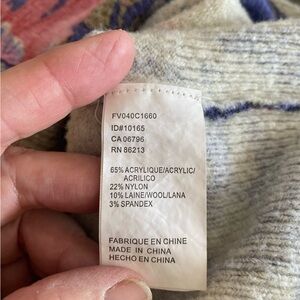 FV040C1660
ID#10165
CA 06796
RN 86213
65% ACRYLIQUE/ACRYLIC/
ACRILICO
22% NYLON
10% LAINE/WOOL/LANA
3% SPANDEX
FABRIQUE EN CHINE
MADE IN CHINA
HECHO EN CHINA